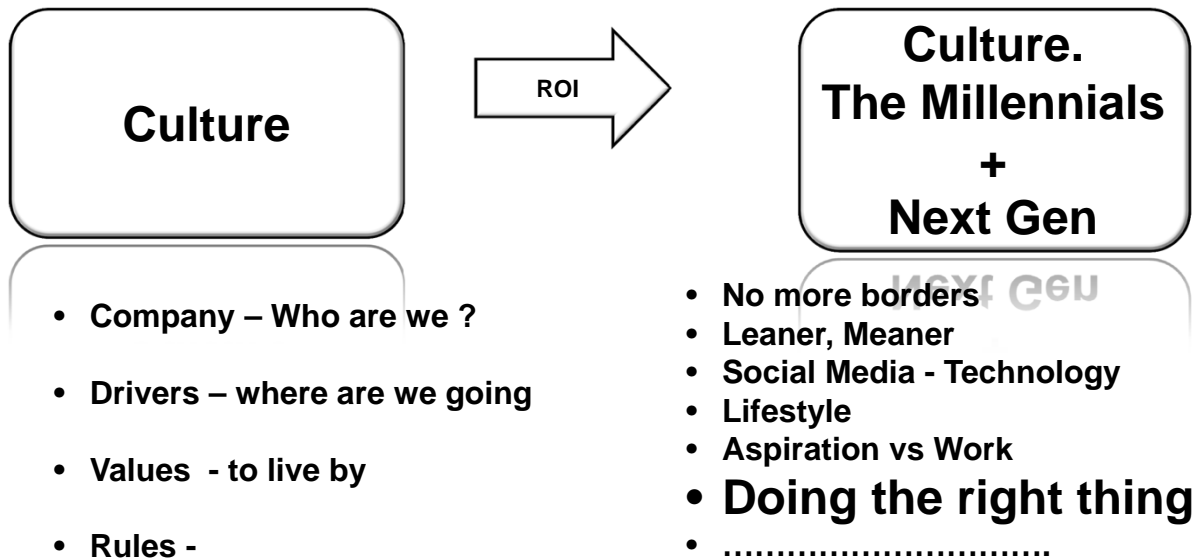 Culture
ROI
Culture.
The Millennials
+
Next Gen
• Company – Who are we ?
• Drivers – where are we going
• Values - to live by
• Rules -
• No more borders
• Leaner, Meaner
• Social Media - Technology
• Lifestyle
• Aspiration vs Work
• Doing the right thing
• …………………………..